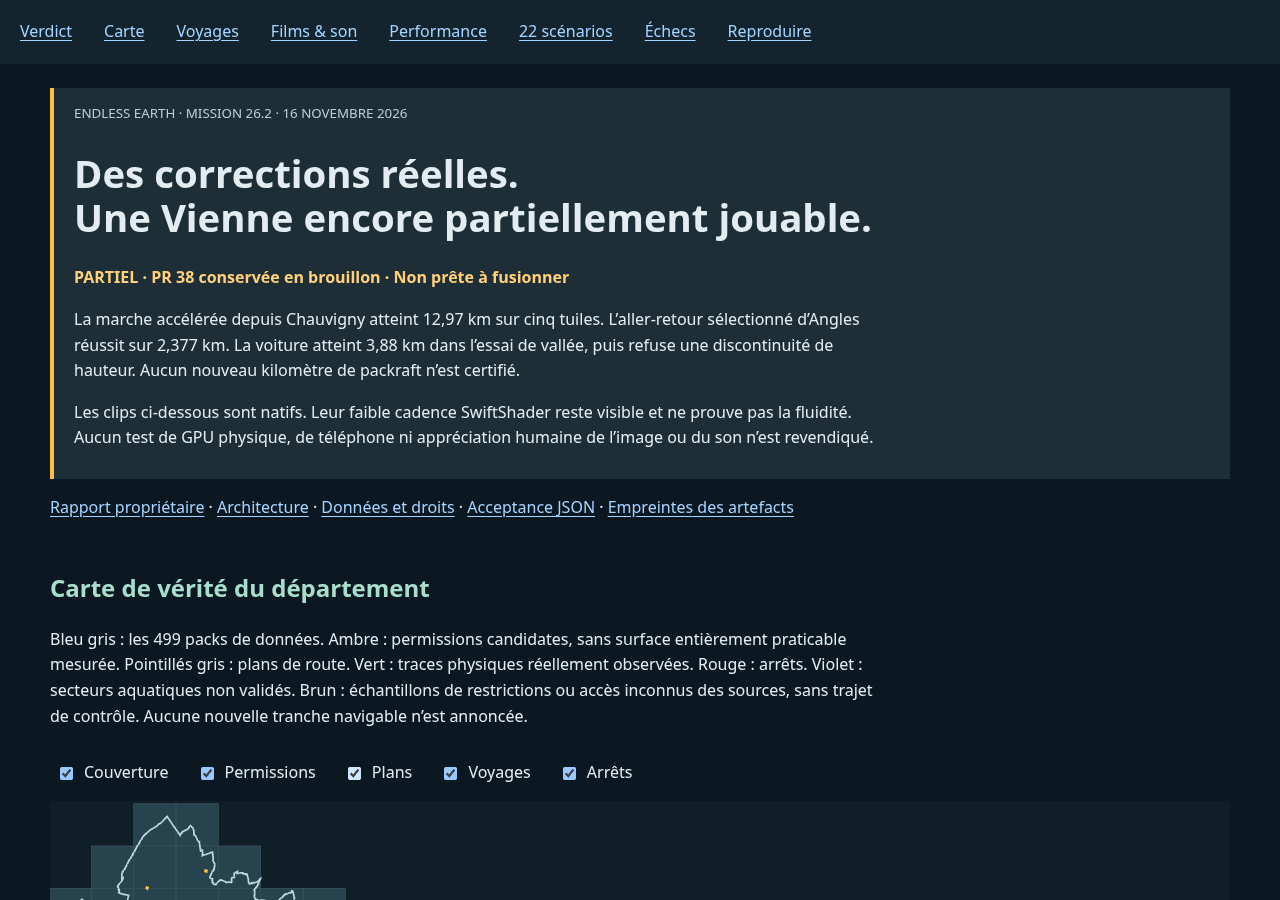 Verdict Carte Voyages Films & son Performance 22 scénarios Échecs Reproduire
ENDLESS EARTH · MISSION 26.2 · 16 NOVEMBRE 2026
Des corrections réelles.
Une Vienne encore partiellement jouable.
PARTIEL · PR 38 conservée en brouillon · Non prête à fusionner
La marche accélérée depuis Chauvigny atteint 12,97 km sur cinq tuiles. L’aller-retour sélectionné d’Angles
réussit sur 2,377 km. La voiture atteint 3,88 km dans l’essai de vallée, puis refuse une discontinuité de
hauteur. Aucun nouveau kilomètre de packraft n’est certifié.
Les clips ci-dessous sont natifs. Leur faible cadence SwiftShader reste visible et ne prouve pas la fluidité.
Aucun test de GPU physique, de téléphone ni appréciation humaine de l’image ou du son n’est revendiqué.
Rapport propriétaire · Architecture · Données et droits · Acceptance JSON · Empreintes des artefacts
Carte de vérité du département
Bleu gris : les 499 packs de données. Ambre : permissions candidates, sans surface entièrement praticable
mesurée. Pointillés gris : plans de route. Vert : traces physiques réellement observées. Rouge : arrêts. Violet :
secteurs aquatiques non validés. Brun : échantillons de restrictions ou accès inconnus des sources, sans trajet
de contrôle. Aucune nouvelle tranche navigable n’est annoncée.
Couverture Permissions Plans Voyages Arrêts